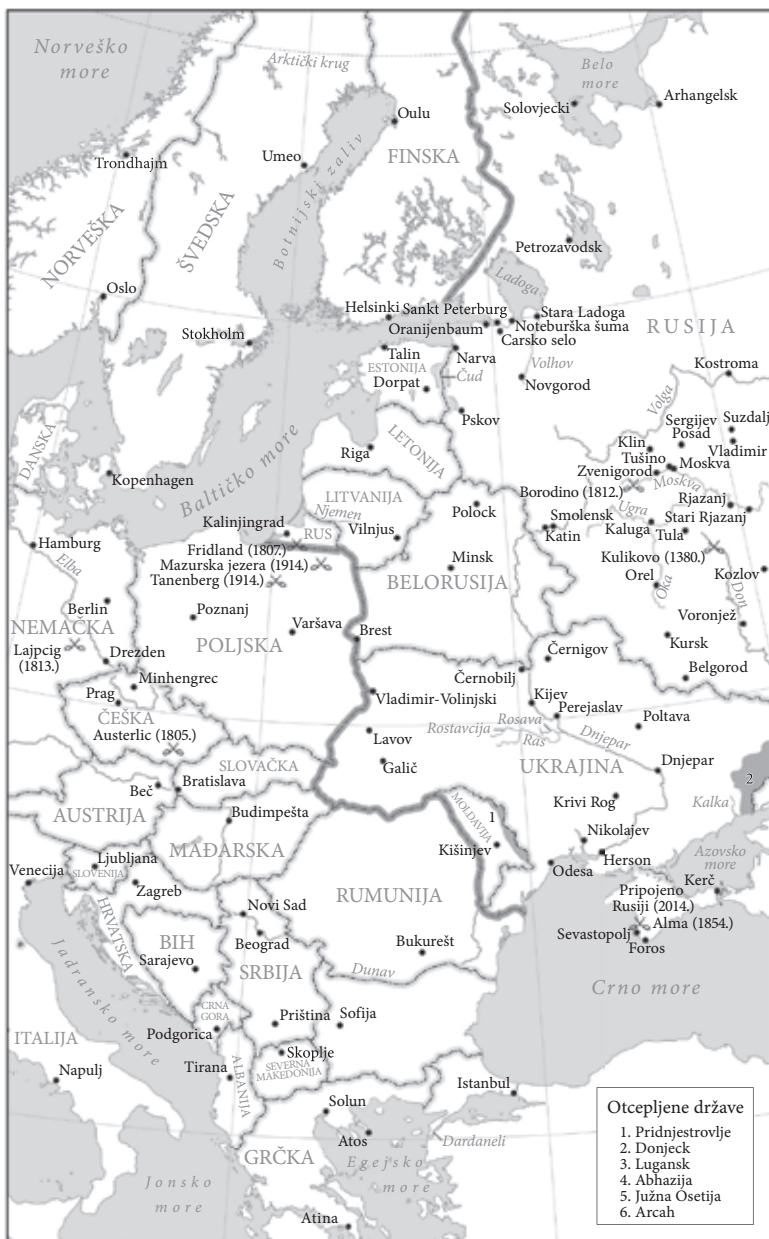 Norveško
more
Arktički krug
Belo
more
Solovjecki
Arhangelsk
Oulu
Trondhajm
Umeo
FINSKA
Botnijski zaliv
ŠVEDSKA
NORVEŠKA
Petrozavodsk
Ladoga
Oslo
Helsinki
Sankt Peterburg
Stara Ladoga
Oranijenbaum
Noteburška šuma
RUSIJA
Carsko selo
Stokholm
Talin
Narva
ESTONIJA
Dorpat
Čud
Volhov
Novgorod
Kostroma
Pskov
Volga
Sergijev
Posad
Suzdalj
DANSKA
Baltičko more
Riga
LETONIJA
Klin
Tušino
Vladimir
Kopenhagen
Zvenigorod
Moskva
Moskva
LITVANIJA
Njemen
Borodino (1812.)
Polock
Smolensk
Ugra
Rjazanj
Kalinjingrad
RUS
Vilnjus
Katin
Kaluga
Stari Rjazanj
Tula
Hamburg
Fridland (1807.)
Mazurska jezera (1914.)
Tanenberg (1914.)
Minsk
BELORUSIJA
Kulikovo (1380.)
Orel
Oka
Kozlov
Don
Elba
Berlin
Poznanj
Varšava
Brest
Voronjež
NEMAČKA
POLJSKA
Kursk
Lajpcig
(1813.)
Drezden
Černigov
Belgorod
Minhengrec
Černobilj
Prag
Vladimir-Volinjski
Kijev
Perejaslav
ČEŠKA
Rostavcija
Rosava
Poltava
Austerlic (1805.)
Lavov
Ras
Dnjepar
SLOVAČKA
Galič
UKRAJINA
Dnjepar
2
Beč
Bratislava
AUSTRIJA
Budimpešta
MOLDAVIJA
1
Krivi Rog
Kalka
MAĐARSKA
Nikolajev
Ljubljana
Kišinjev
Azovsko
more
Venecija
SLOVENIJA
Odesa
Herson
Zagreb
RUMUNIJA
Kerč
HRVATSKA
Novi Sad
Pripojeno
Rusiji (2014.)
BIH
Beograd
Alma (1854.)
Sarajevo
Bukurešt
Sevastopolj
Foros
SRBIJA
Dunav
Jadransko more
Crno more
CRNA
GORA
Priština
Sofija
ITALIJA
Podgorica
Skoplje
SEVERNA
MAKEDONIJA
Napulj
Tirana
ALBANIJA
Istanbul
Solun
Atos
Dardaneli
GRČKA
Egejsko
more
Jonsko
more
Atina
Otcepljene države
1. Pridnjestrovlje
2. Donjeck
3. Lugansk
4. Abhazija
5. Južna Osetija
6. Arcah